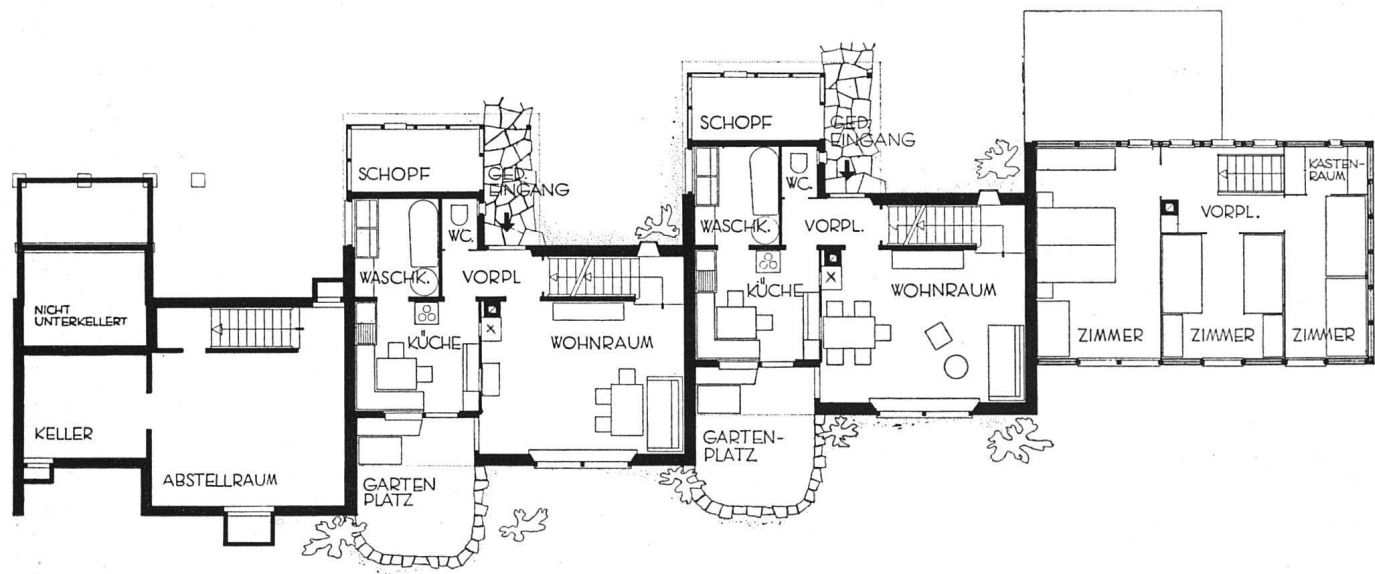 NICHT
UNTERKELLERT
KELLER
ABSTELLRAUM
SCHOPF
GED.
EINGANG
WASCHK.
WC.
VORPL
KÜCHE
WOHNRAUM
GARTEN
PLATZ
SCHOPF
GED.
EINGANG
WASCHK.
WC.
VORPL.
KÜCHE
WOHNRAUM
GARTEN-
PLATZ
KASTEN-
RAUM
VORPL.
ZIMMER
ZIMMER
ZIMMER